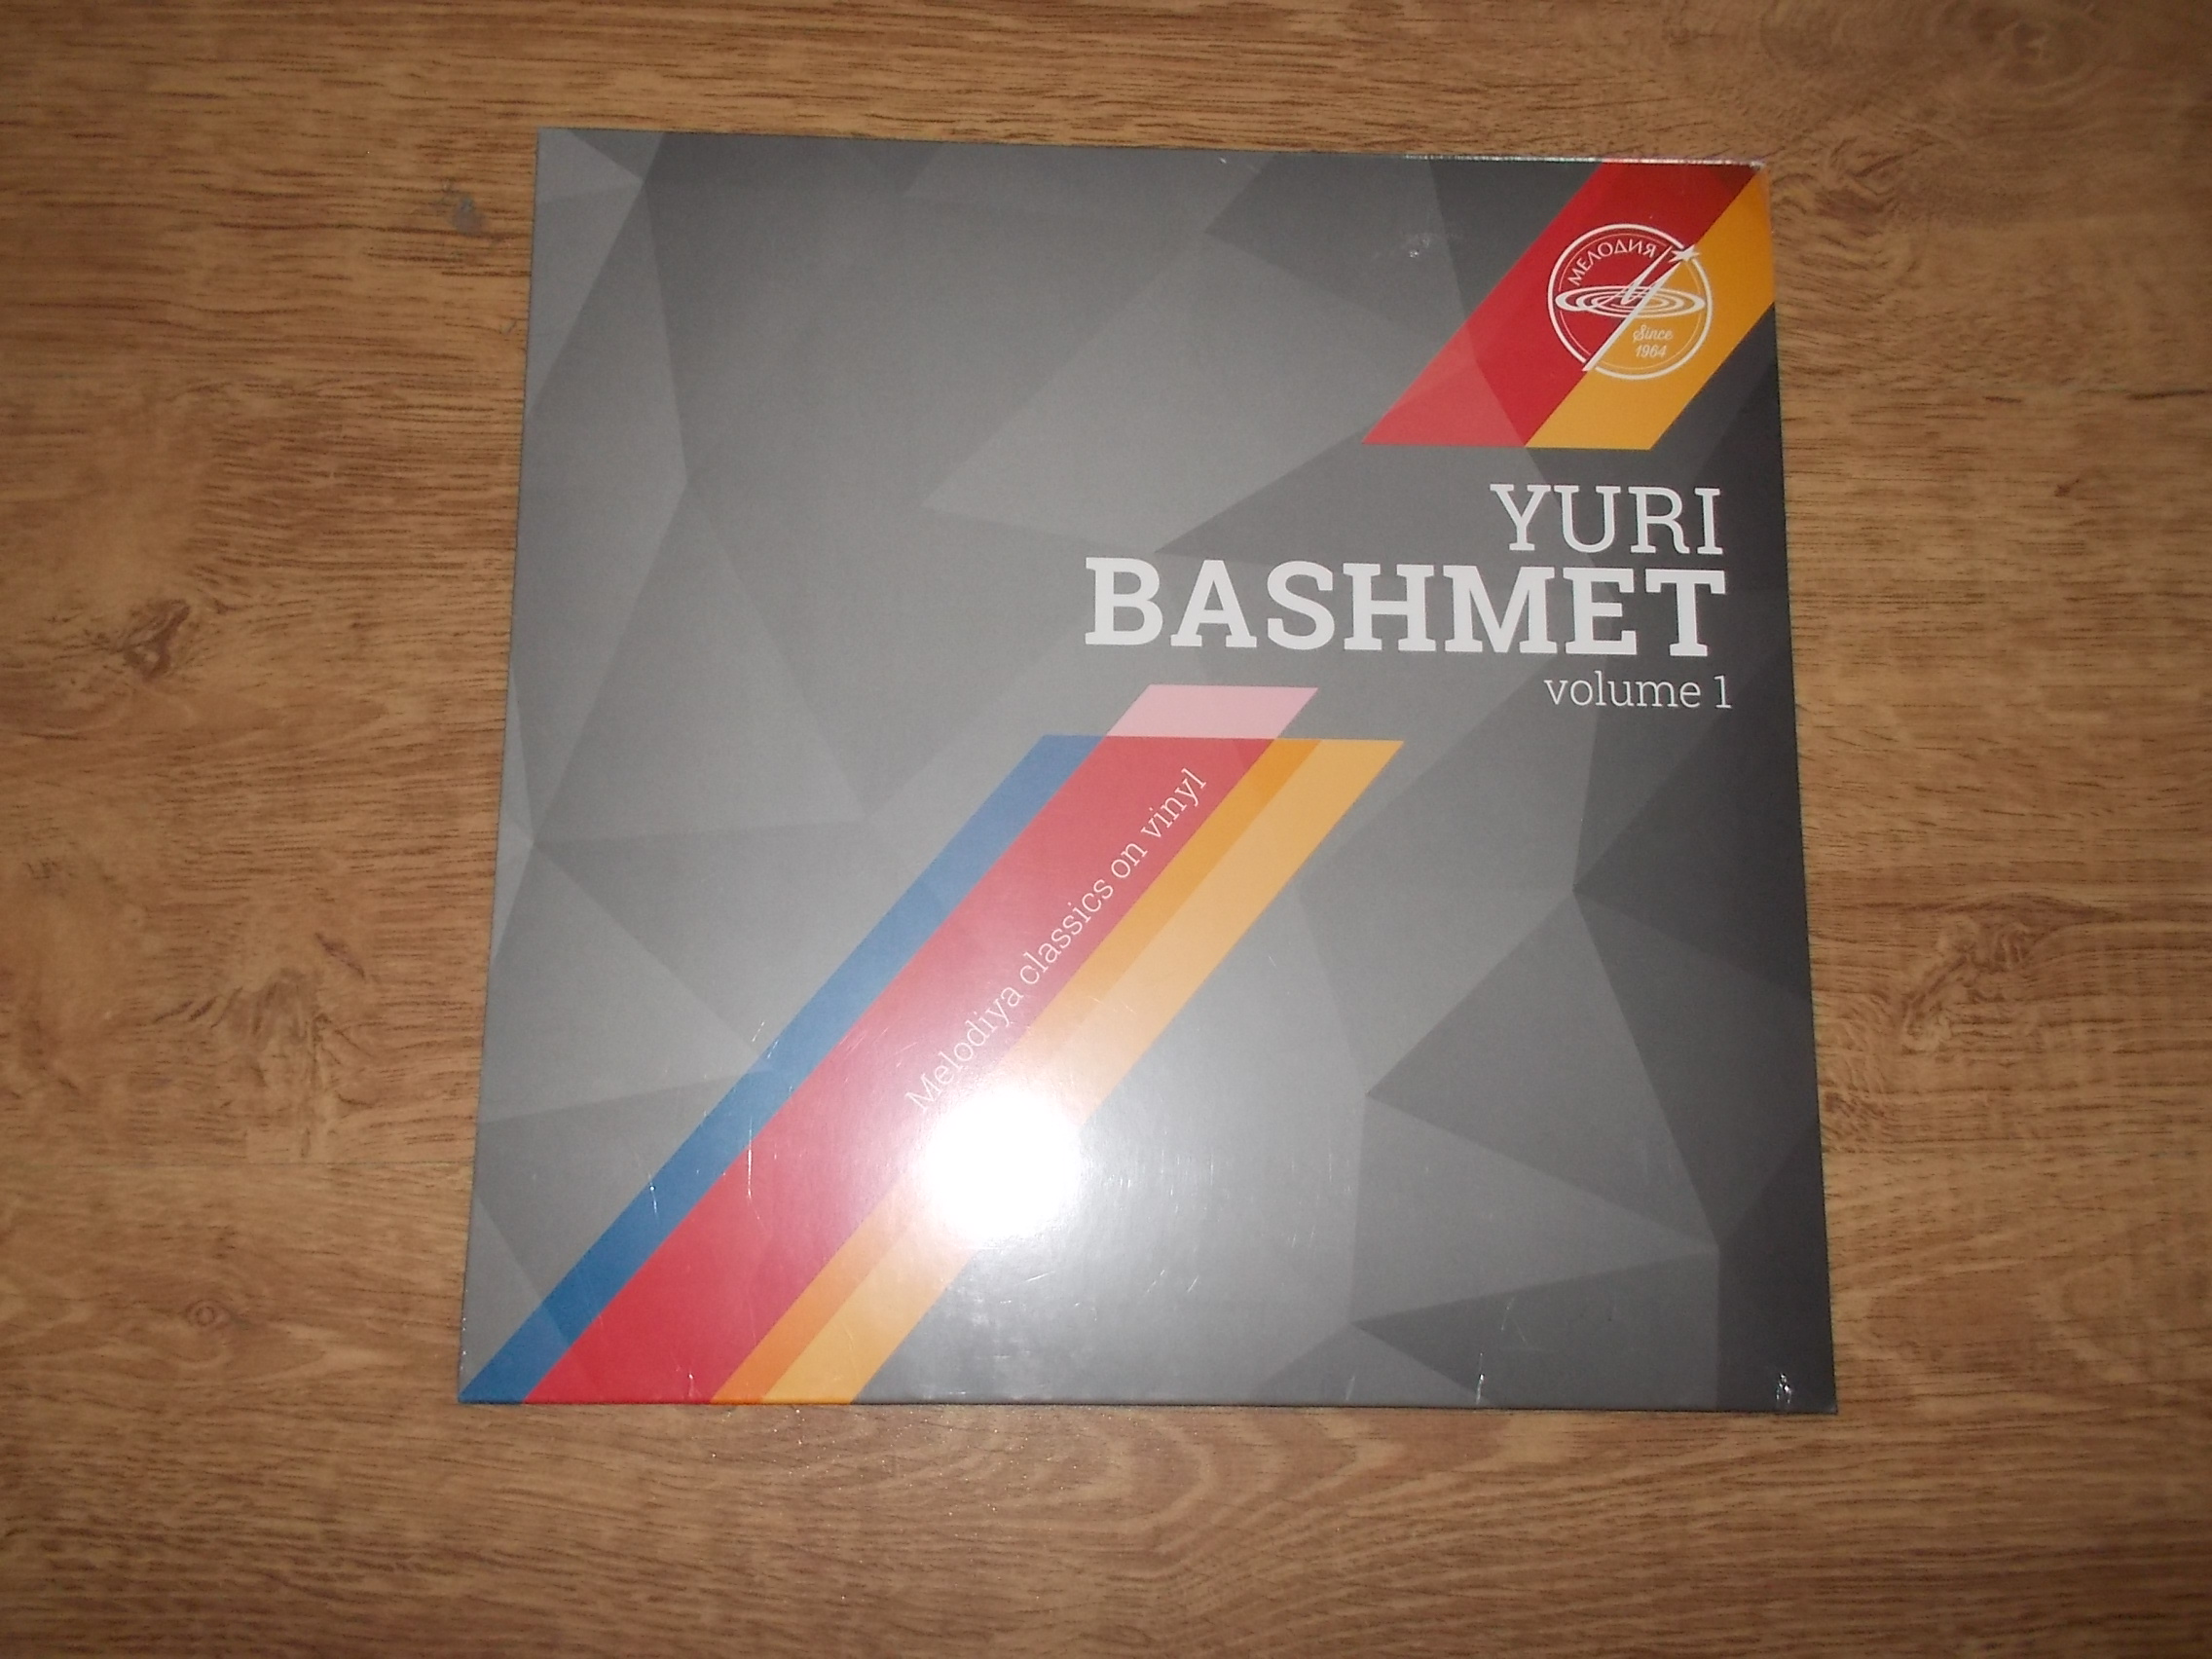 МЕЛОДИЯ
Since
1964
YURI
BASHMET
volume 1
Melodiya classics on vinyl